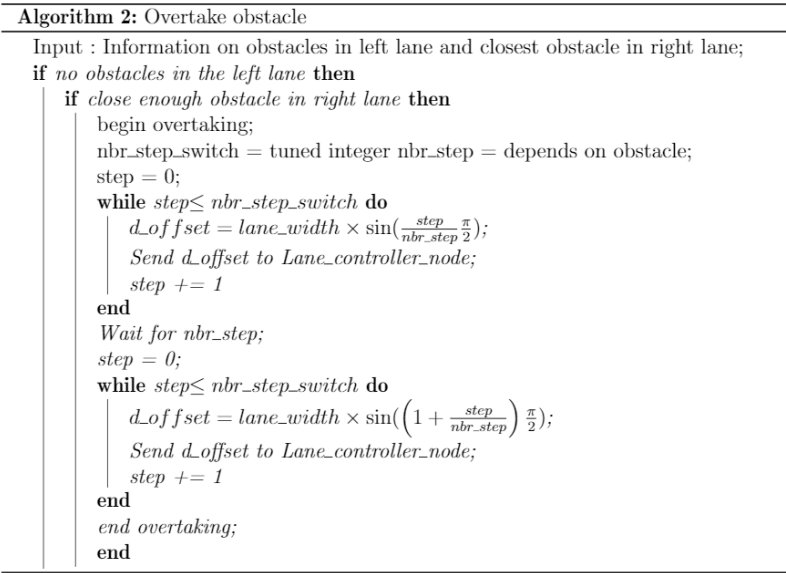 Algorithm 2: Overtake obstacle
Input : Information on obstacles in left lane and closest obstacle in right lane;
if no obstacles in the left lane then
if close enough obstacle in right lane then
begin overtaking;
nbr_step_switch = tuned integer nbr_step = depends on obstacle;
step = 0;
while step≤ nbr_step_switch do
d_offset = lane_width × sin(\frac{step}{nbr_step}\frac{π}{2});
Send d_offset to Lane_controller_node;
step += 1
end
Wait for nbr_step;
step = 0;
while step≤ nbr_step_switch do
d_offset = lane_width × sin((1 + \frac{step}{nbr_step}) \frac{π}{2});
Send d_offset to Lane_controller_node;
step += 1
end
end overtaking;
end